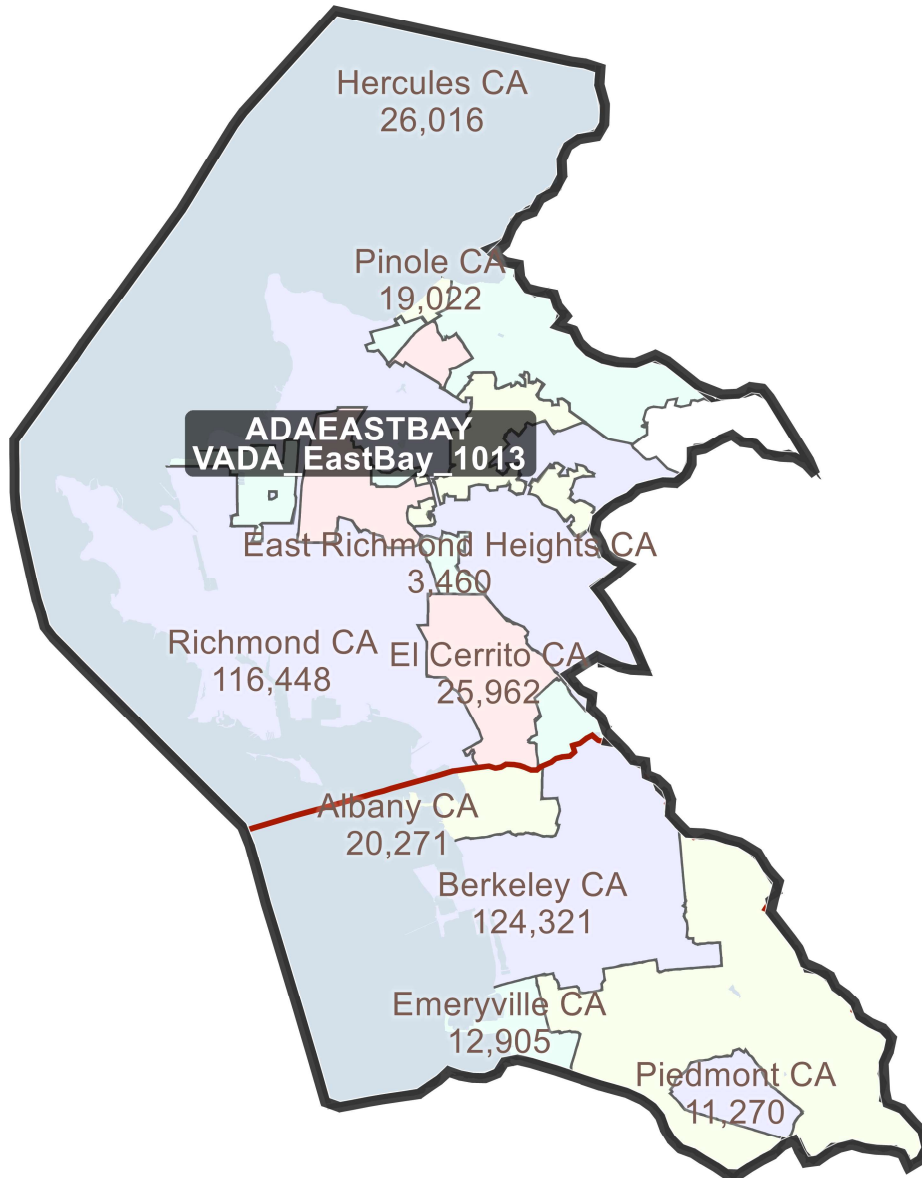 Hercules CA
26,016
Pinole CA
19,022
ADAEASTBAY
VADA_EastBay_1013
East Richmond Heights CA
3,460
Richmond CA
116,448
El Cerrito CA
25,962
Albany CA
20,271
Berkeley CA
124,321
Emeryville CA
12,905
Piedmont CA
11,270